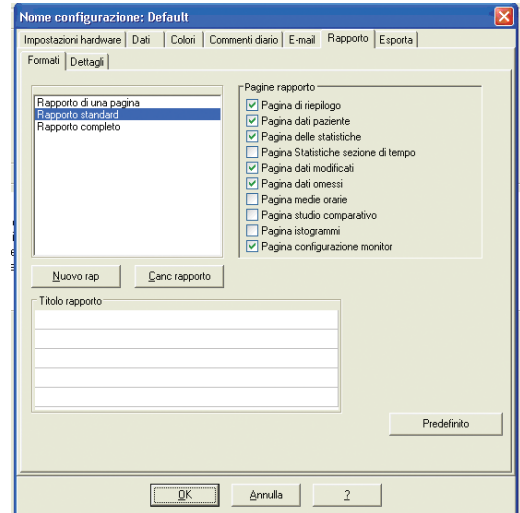 Nome configurazione: Default
Impostazioni hardware Dati Colori Commenti diario E-mail Rapporto Esporta
Formati Dettagli
Rapporto di una pagina
Rapporto standard
Rapporto completo
Pagine rapporto
Pagina di riepilogo
Pagina dati paziente
Pagina delle statistiche
Pagina Statistiche sezione di tempo
Pagina dati modificati
Pagina dati omessi
Pagina medie orarie
Pagina studio comparativo
Pagina istogrammi
Pagina configurazione monitor
Nuovo rap Canc rapporto
Titolo rapporto
Predefinito
OK Annulla ?